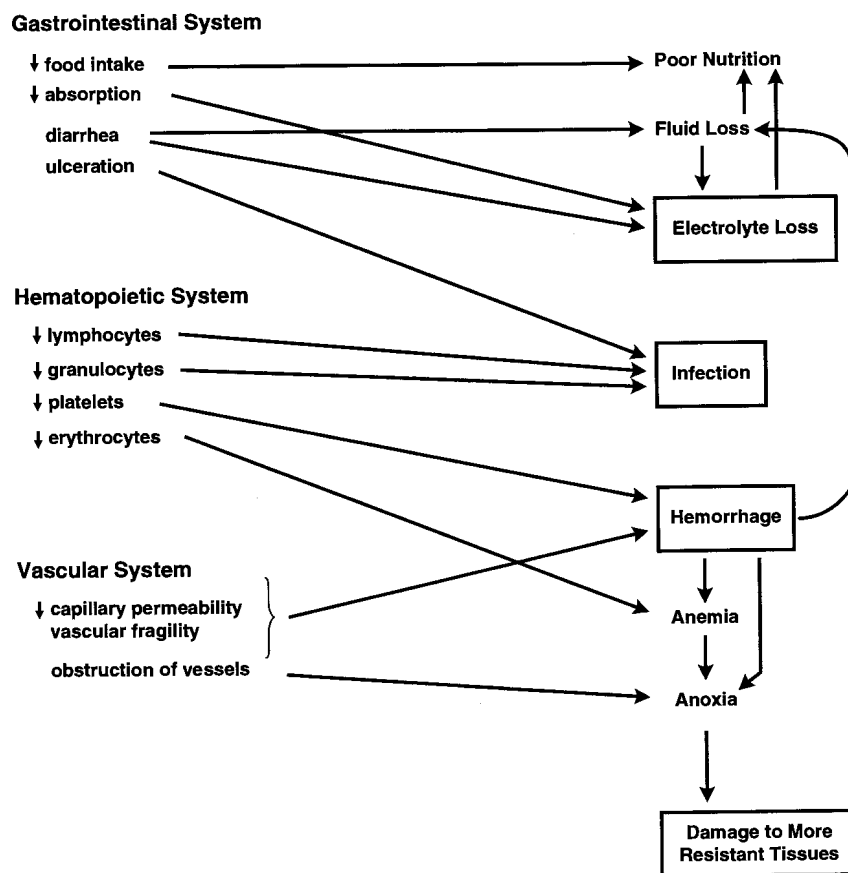 Gastrointestinal System
↓ food intake
↓ absorption
diarrhea
ulceration
Poor Nutrition
Fluid Loss
Electrolyte Loss
Hematopoietic System
↓ lymphocytes
↓ granulocytes
↓ platelets
↓ erythrocytes
Infection
Hemorrhage
Vascular System
↓ capillary permeability
vascular fragility
obstruction of vessels
Anemia
Anoxia
Damage to More
Resistant Tissues